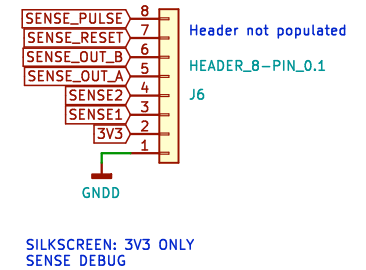 SENSE_PULSE 8
SENSE_RESET 7
Header not populated
SENSE_OUT_B 6
HEADER_8-PIN_0.1
SENSE_OUT_A 5
SENSE2 4
J6
SENSE1 3
3V3 2
1
GNDD
SILKSCREEN: 3V3 ONLY
SENSE DEBUG